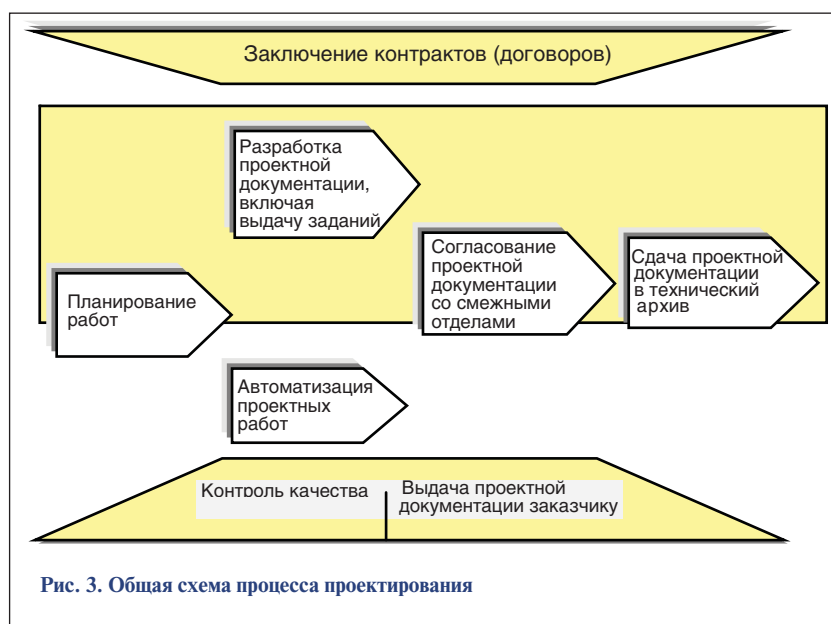 Заключение контрактов (договоров)
Разработка
проектной
документации,
включая
выдачу заданий
Согласование
проектной
документации
со смежными
отделами
Сдача проектной
документации
в технический
архив
Планирование
работ
Автоматизация
проектных
работ
Контроль качества
Выдача проектной
документации заказчику
Рис. 3. Общая схема процесса проектирования